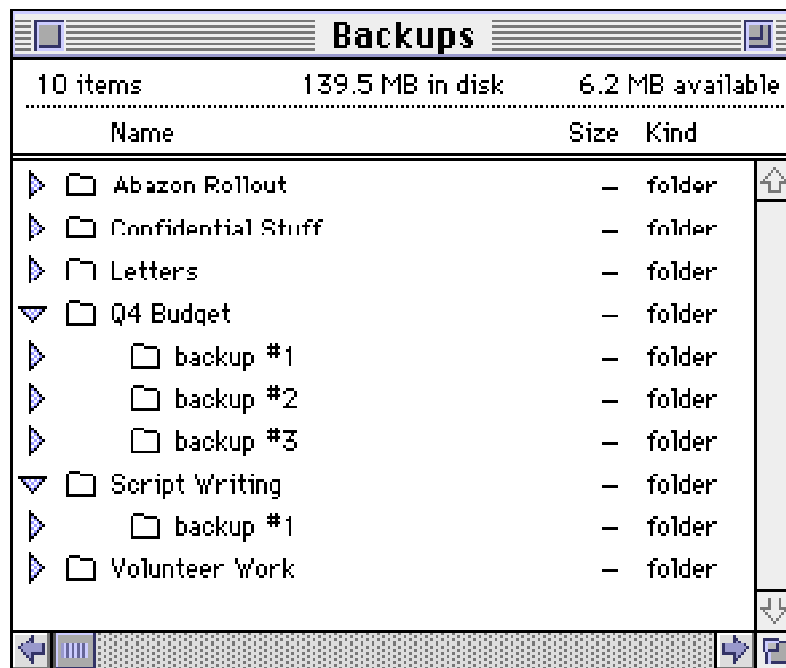 Backups
10 items 139.5 MB in disk 6.2 MB available
Name Size Kind
Abazon Rollout – folder
Confidential Stuff – folder
Letters – folder
Q4 Budget – folder
backup #1 – folder
backup #2 – folder
backup #3 – folder
Script Writing – folder
backup #1 – folder
Volunteer Work – folder